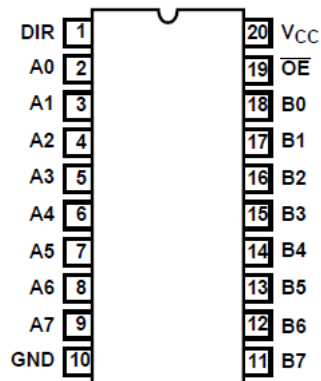 DIR 1 20 V_CC
A0 2 19 O̅E̅
A1 3 18 B0
A2 4 17 B1
A3 5 16 B2
A4 6 15 B3
A5 7 14 B4
A6 8 13 B5
A7 9 12 B6
GND 10 11 B7